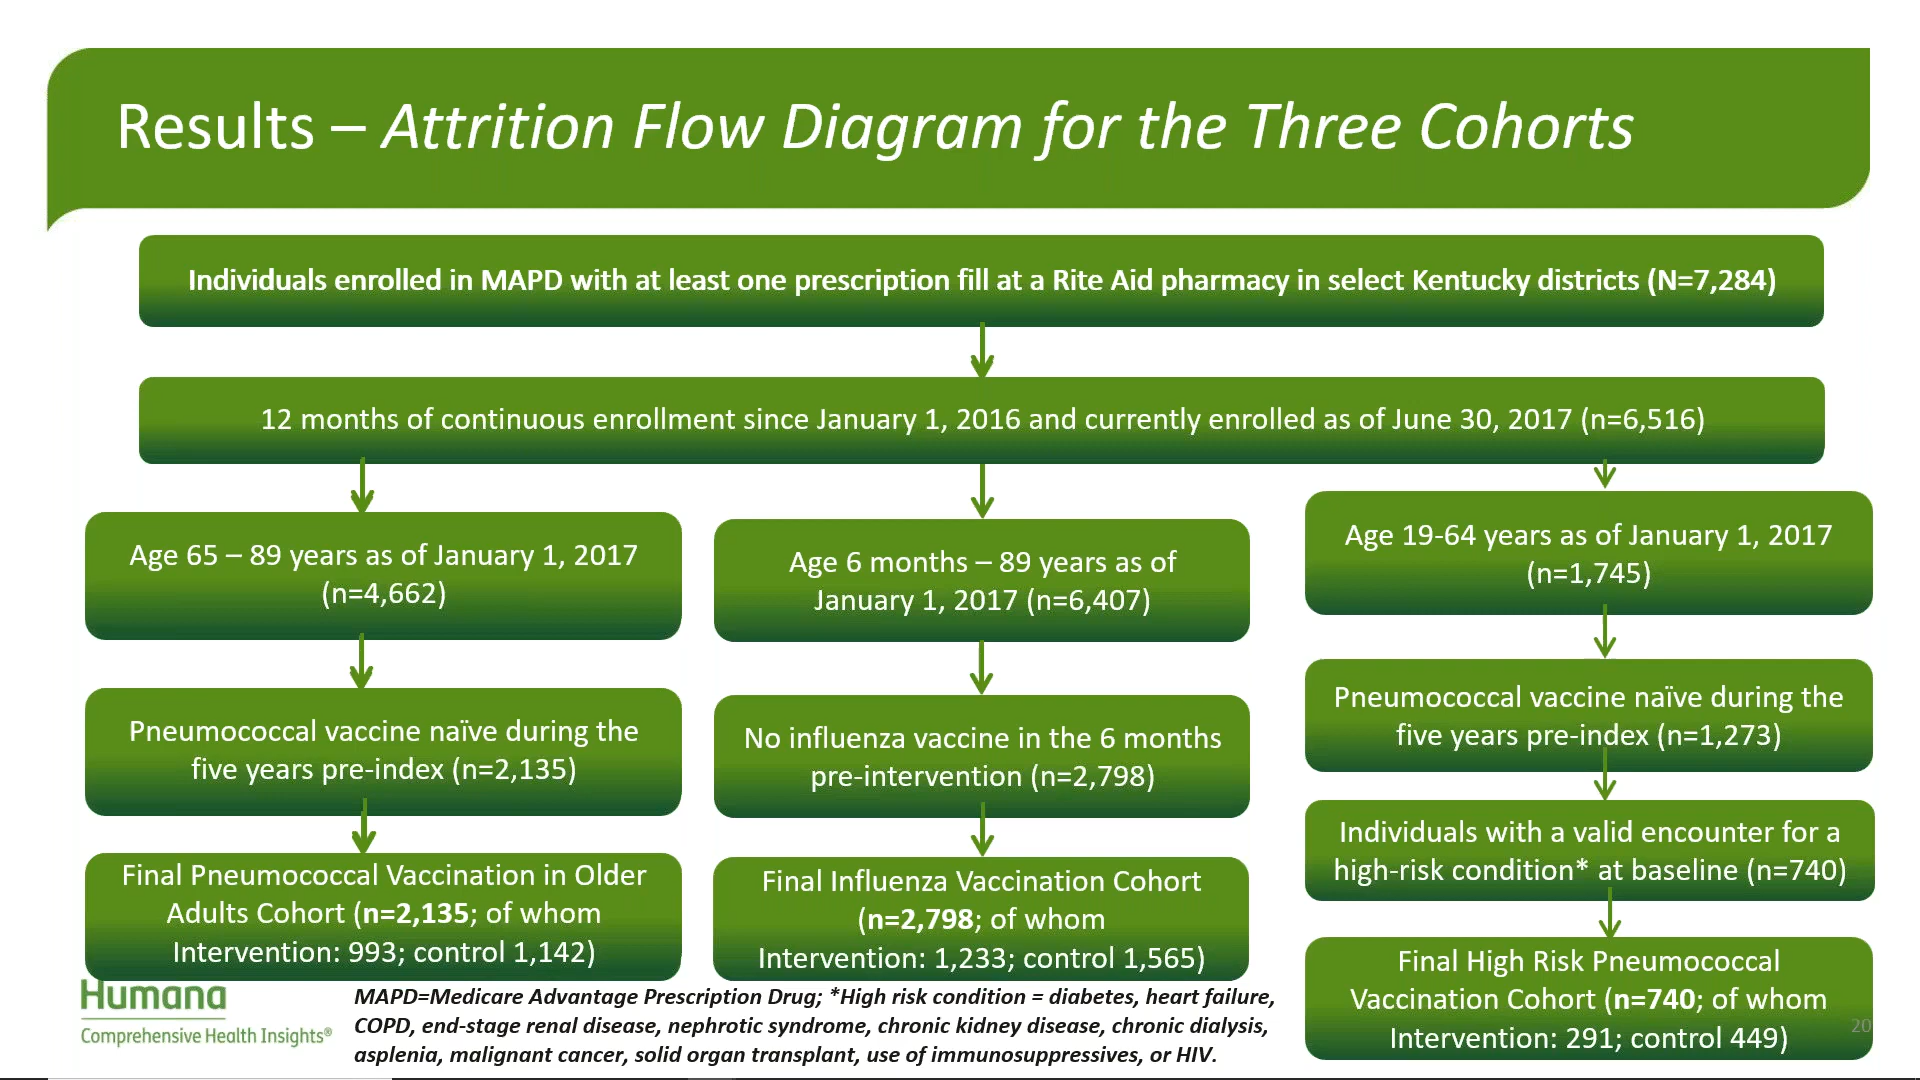 Results – Attrition Flow Diagram for the Three Cohorts
Individuals enrolled in MAPD with at least one prescription fill at a Rite Aid pharmacy in select Kentucky districts (N=7,284)
12 months of continuous enrollment since January 1, 2016 and currently enrolled as of June 30, 2017 (n=6,516)
Age 65 – 89 years as of January 1, 2017
(n=4,662)
Pneumococcal vaccine naïve during the
five years pre-index (n=2,135)
Final Pneumococcal Vaccination in Older
Adults Cohort (n=2,135; of whom
Intervention: 993; control 1,142)
Age 6 months – 89 years as of
January 1, 2017 (n=6,407)
No influenza vaccine in the 6 months
pre-intervention (n=2,798)
Final Influenza Vaccination Cohort
(n=2,798; of whom
Intervention: 1,233; control 1,565)
Age 19-64 years as of January 1, 2017
(n=1,745)
Pneumococcal vaccine naïve during the
five years pre-index (n=1,273)
Individuals with a valid encounter for a
high-risk condition* at baseline (n=740)
Final High Risk Pneumococcal
Vaccination Cohort (n=740; of whom
Intervention: 291; control 449)
Humana
Comprehensive Health Insights®
MAPD=Medicare Advantage Prescription Drug; *High risk condition = diabetes, heart failure,
COPD, end-stage renal disease, nephrotic syndrome, chronic kidney disease, chronic dialysis,
asplenia, malignant cancer, solid organ transplant, use of immunosuppressives, or HIV.
20